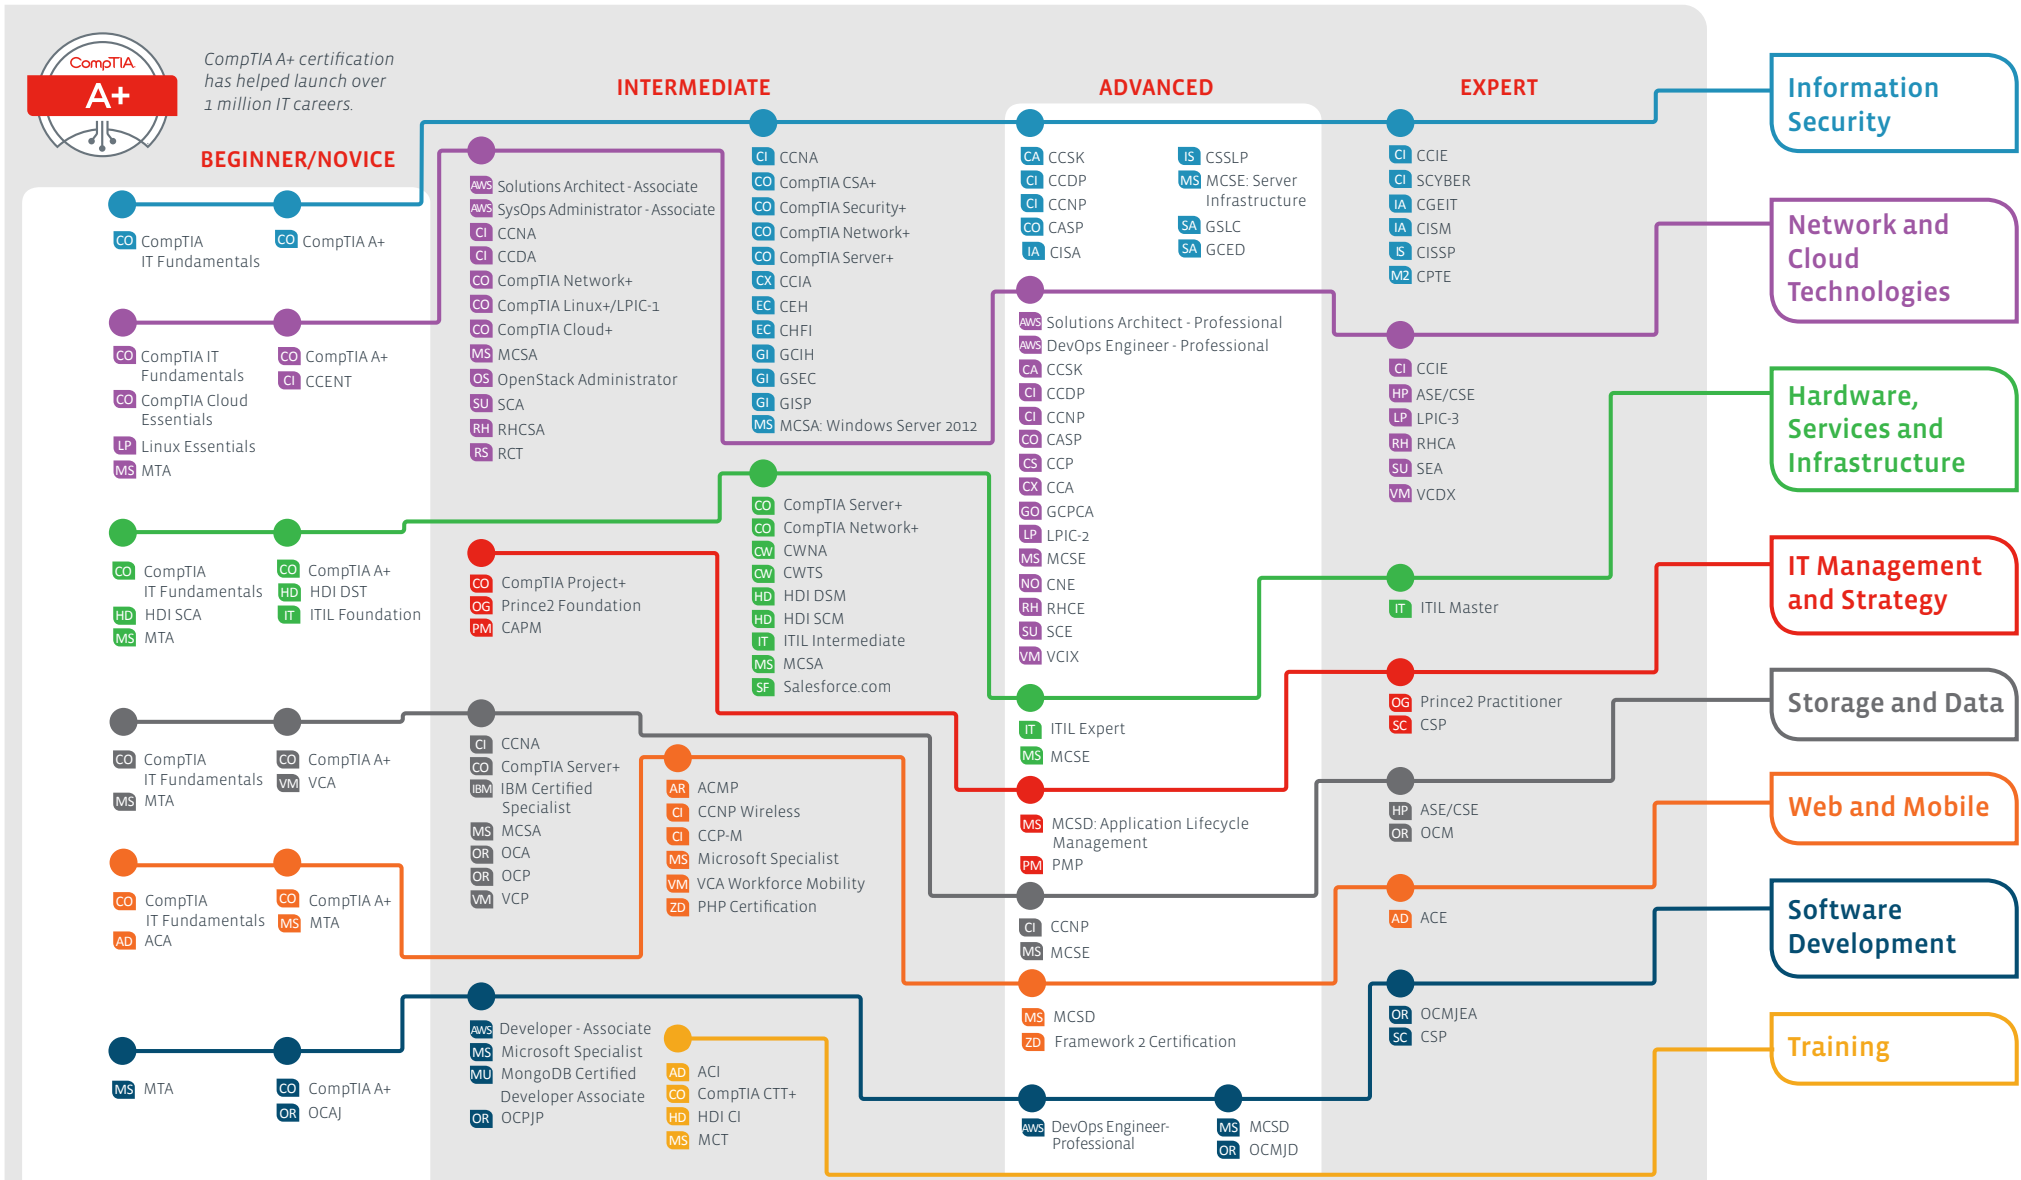 CompTIA
A+
CompTIA A+ certification
has helped launch over
1 million IT careers.
BEGINNER/NOVICE
INTERMEDIATE
ADVANCED
EXPERT
Information
Security
CO CompTIA
IT Fundamentals
CO CompTIA A+
CI CCNA
CO CompTIA CSA+
CO CompTIA Security+
CO CompTIA Network+
CO CompTIA Server+
CX CCIA
EC CEH
EC CHFI
GI GCIH
GI GSEC
GI GISP
MS MCSA: Windows Server 2012
CA CCSK
CI CCDP
CI CCNP
CO CASP
IA CISA
IS CSSLP
MS MCSE: Server
Infrastructure
SA GSLC
SA GCED
CI CCIE
CI SCYBER
IA CGEIT
IA CISM
IS CISSP
M2 CPTE
Network and
Cloud
Technologies
CO CompTIA IT
Fundamentals
CO CompTIA Cloud
Essentials
LP Linux Essentials
MS MTA
CO CompTIA A+
CI CCENT
AWS Solutions Architect - Associate
AWS SysOps Administrator - Associate
CI CCNA
CI CCDA
CO CompTIA Network+
CO CompTIA Linux+/LPIC-1
CO CompTIA Cloud+
MS MCSA
OS OpenStack Administrator
SU SCA
RH RHCSA
RS RCT
AWS Solutions Architect - Professional
AWS DevOps Engineer - Professional
CA CCSK
CI CCDP
CI CCNP
CO CASP
CS CCP
CX CCA
GO GCPCA
LP LPIC-2
MS MCSE
NO CNE
RH RHCE
SU SCE
VM VCIX
CI CCIE
HP ASE/CSE
LP LPIC-3
RH RHCA
SU SEA
VM VCDX
Hardware,
Services and
Infrastructure
CO CompTIA
IT Fundamentals
HD HDI SCA
MS MTA
CO CompTIA A+
HD HDI DST
IT ITIL Foundation
CO CompTIA Server+
CO CompTIA Network+
CW CWNA
CW CWTS
HD HDI DSM
HD HDI SCM
IT ITIL Intermediate
MS MCSA
SF Salesforce.com
IT ITIL Expert
MS MCSE
IT ITIL Master
IT Management
and Strategy
CO CompTIA Project+
OG Prince2 Foundation
PM CAPM
MS MCSD: Application Lifecycle
Management
PM PMP
OG Prince2 Practitioner
SC CSP
Storage and Data
CO CompTIA
IT Fundamentals
MS MTA
CO CompTIA A+
VM VCA
CI CCNA
CO CompTIA Server+
IBM IBM Certified
Specialist
MS MCSA
OR OCA
OR OCP
VM VCP
CI CCNP
MS MCSE
HP ASE/CSE
OR OCM
Web and Mobile
CO CompTIA
IT Fundamentals
AD ACA
CO CompTIA A+
MS MTA
AR ACMP
CI CCNP Wireless
CI CCP-M
MS Microsoft Specialist
VM VCA Workforce Mobility
ZD PHP Certification
MS MCSD
ZD Framework 2 Certification
AD ACE
Software
Development
MS MTA
CO CompTIA A+
OR OCAJ
AWS Developer - Associate
MS Microsoft Specialist
MU MongoDB Certified
Developer Associate
OR OCPJP
AWS DevOps Engineer-
Professional
MS MCSD
OR OCMJD
OR OCMJEA
SC CSP
Training
AD ACI
CO CompTIA CTT+
HD HDI CI
MS MCT